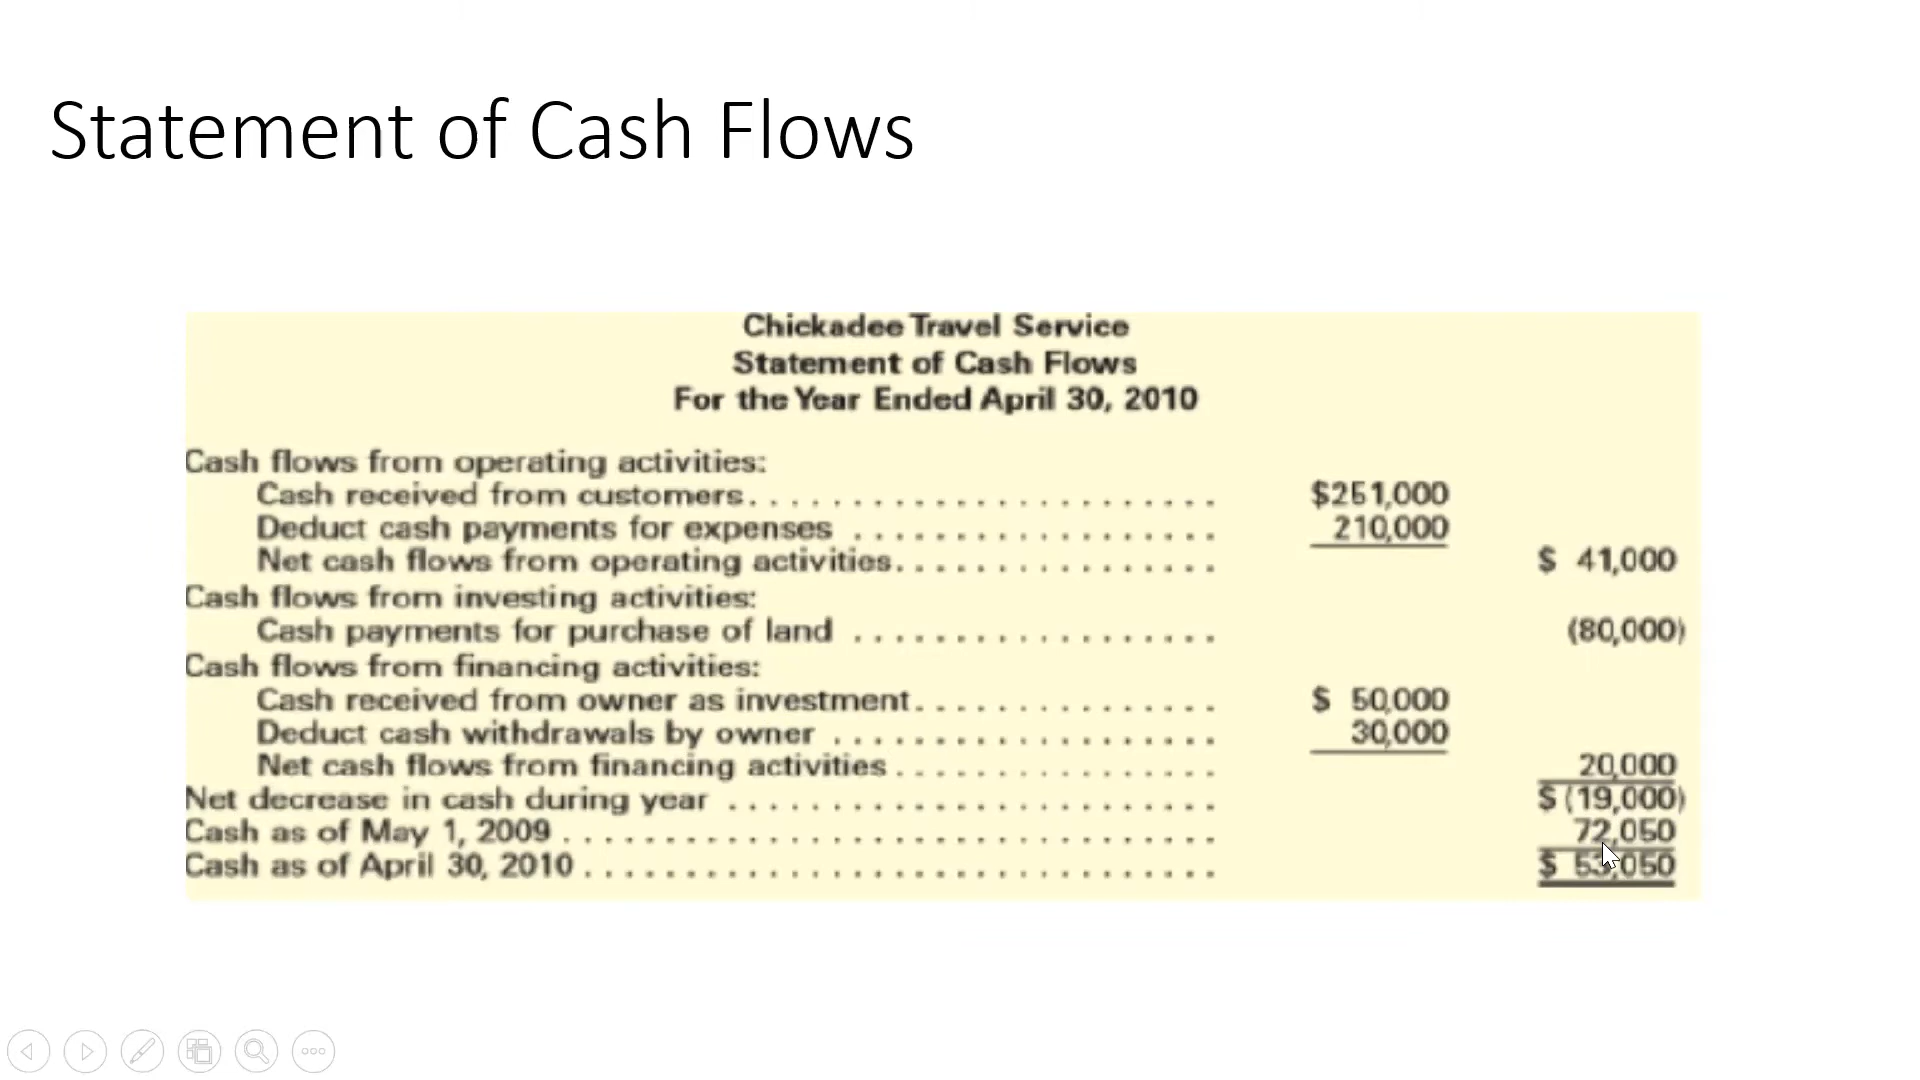 Statement of Cash Flows
Chickadee Travel Service
Statement of Cash Flows
For the Year Ended April 30, 2010
Cash flows from operating activities:
Cash received from customers. . . . . . . . . . . . . . . . . . . . . . . $251,000
Deduct cash payments for expenses . . . . . . . . . . . . . . . . . 210,000
Net cash flows from operating activities. . . . . . . . . . . . . . . . $ 41,000
Cash flows from investing activities:
Cash payments for purchase of land . . . . . . . . . . . . . . . . . (80,000)
Cash flows from financing activities:
Cash received from owner as investment. . . . . . . . . . . . . . . $ 50,000
Deduct cash withdrawals by owner . . . . . . . . . . . . . . . . . . 30,000
Net cash flows from financing activities . . . . . . . . . . . . . . . 20,000
Net decrease in cash during year . . . . . . . . . . . . . . . . . . . . . . . $ (19,000)
Cash as of May 1, 2009 . . . . . . . . . . . . . . . . . . . . . . . . . . . . . . . 72,050
Cash as of April 30, 2010 . . . . . . . . . . . . . . . . . . . . . . . . . . . . . . $ 53,050